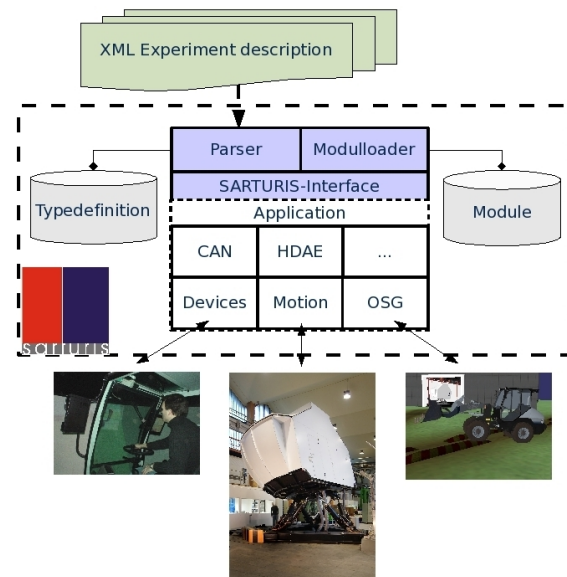 XML Experiment description
Parser
Modulloader
SARTURIS-Interface
Typedefinition
Application
Module
CAN
HDAE
...
Devices
Motion
OSG
sarturis